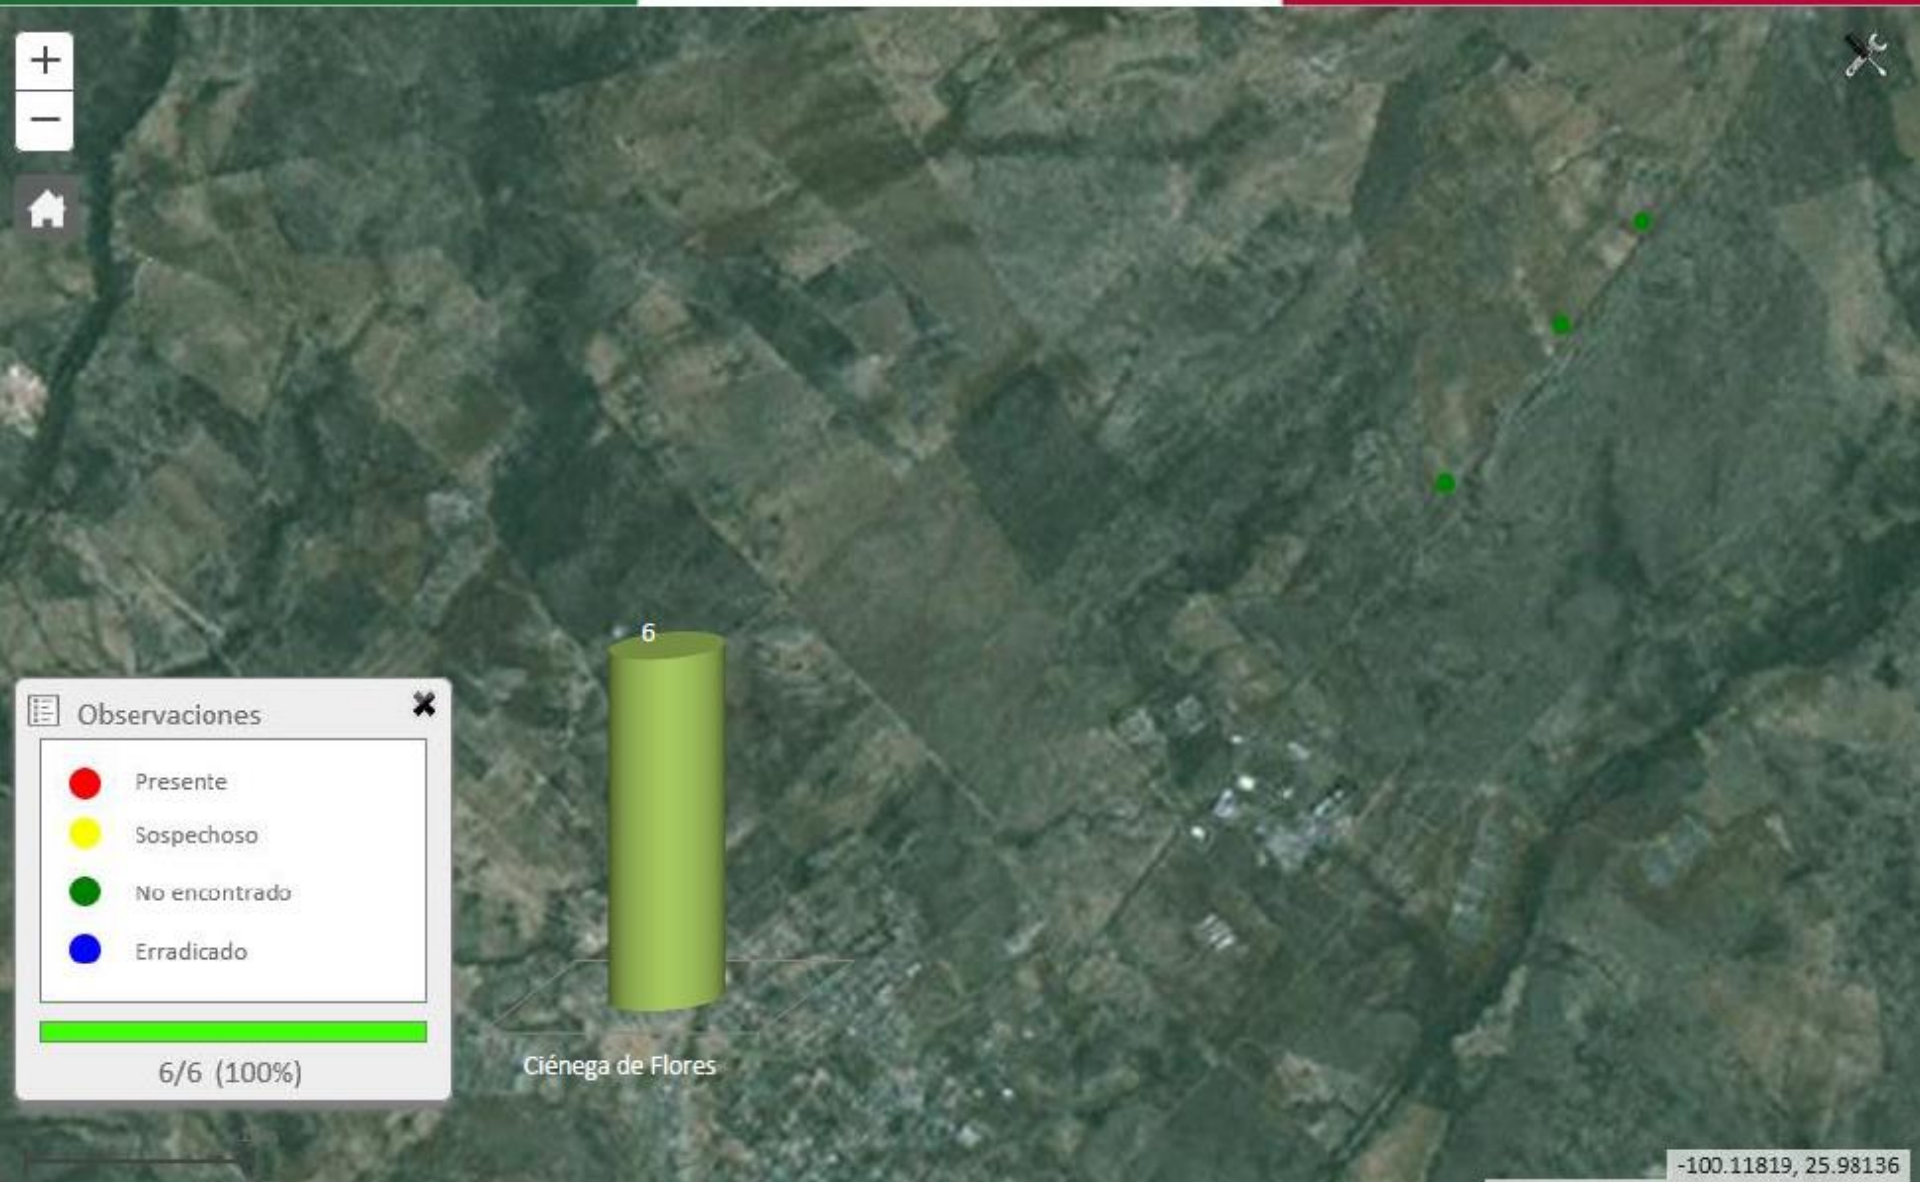 +
−
6
Observaciones
Presente
Sospechoso
No encontrado
Erradicado
6/6 (100%)
Ciénega de Flores
-100.11819, 25.98136